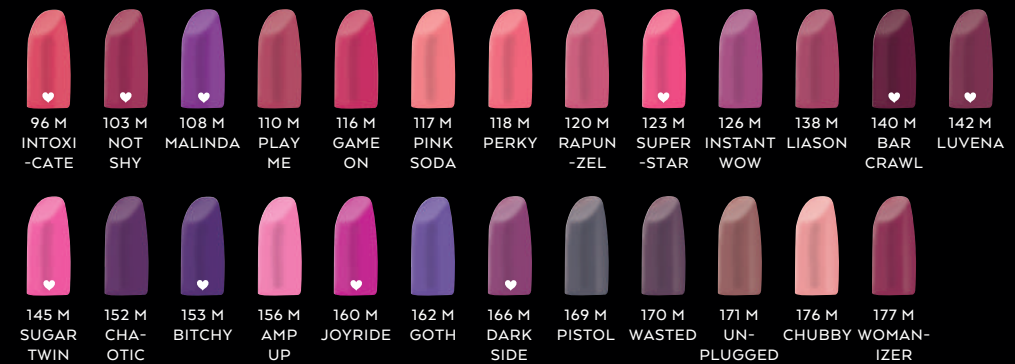 96 M 103 M 108 M 110 M 116 M 117 M 118 M 120 M 123 M 126 M 138 M 140 M 142 M
INTOXI NOT MALINDA PLAY GAME PINK PERKY RAPUN SUPER INSTANT LIASON BAR LUVENA
-CATE SHY ME ON SODA -ZEL -STAR WOW CRAWL
145 M 152 M 153 M 156 M 160 M 162 M 166 M 169 M 170 M 171 M 176 M 177 M
SUGAR CHA- BITCHY AMP JOYRIDE GOTH DARK PISTOL WASTED UN- CHUBBY WOMAN-
TWIN OTIC UP SIDE PLUGGED IZER